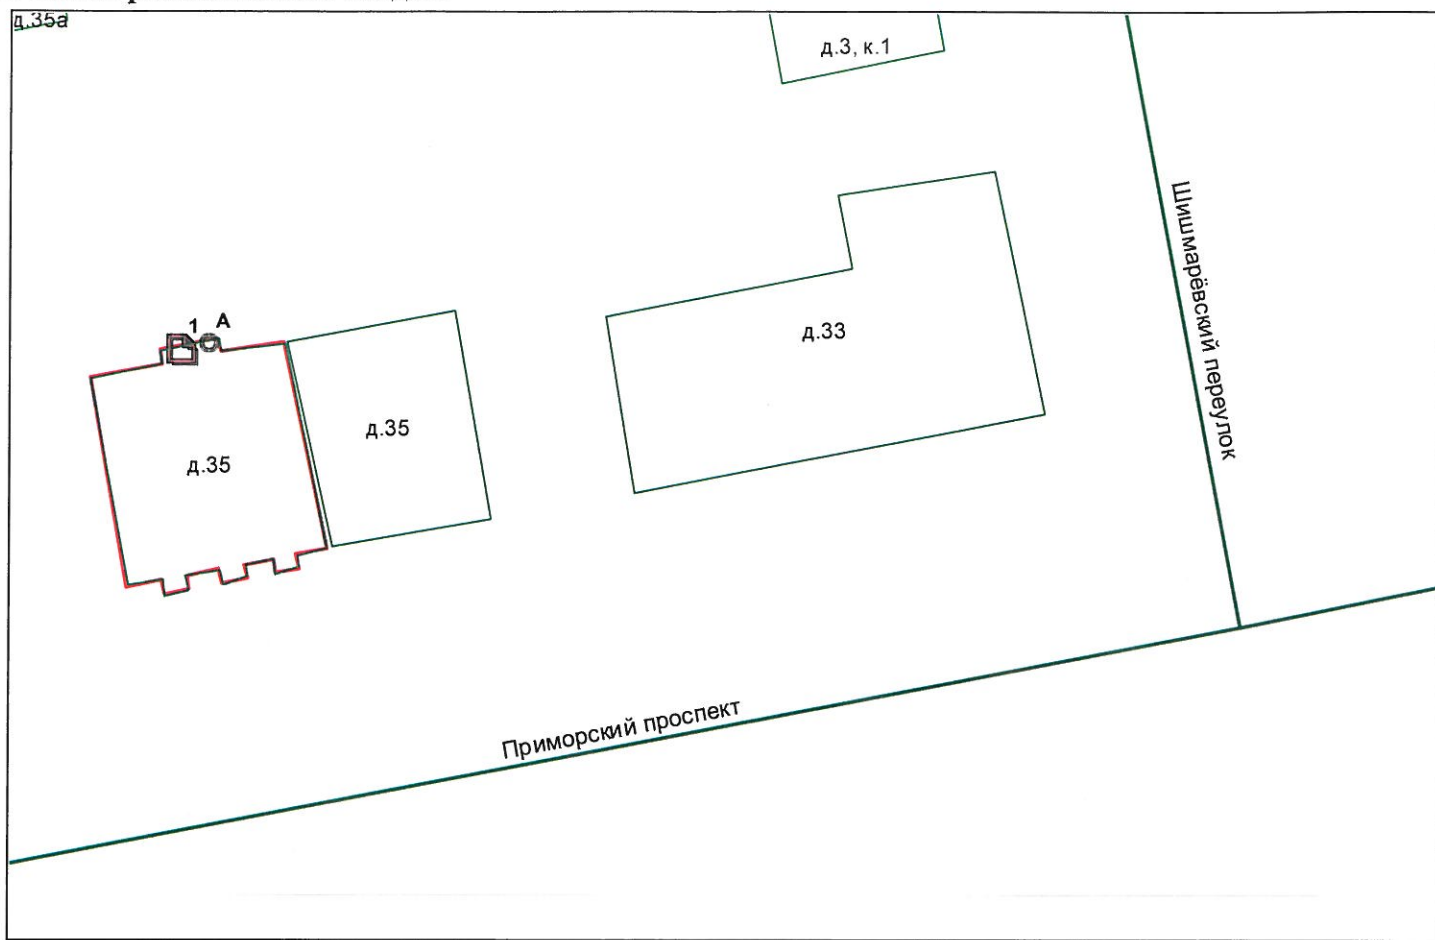 д.35а
д.3, к.1
Шишмарёвский переулок
1
А
д.33
д.35
д.35
Приморский проспект